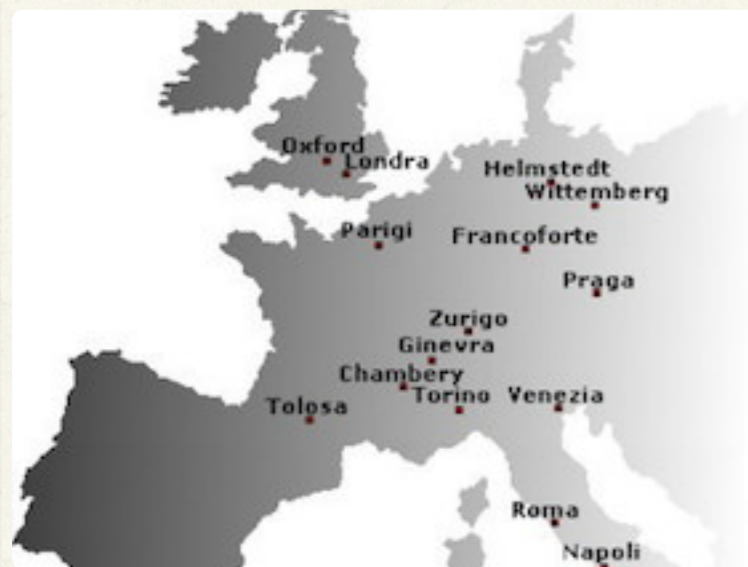 Oxford
Londra
Helmstedt
Wittemberg
Parigi
Francoforte
Praga
Zurigo
Ginevra
Chambery
Torino
Venezia
Tolosa
Roma
Napoli